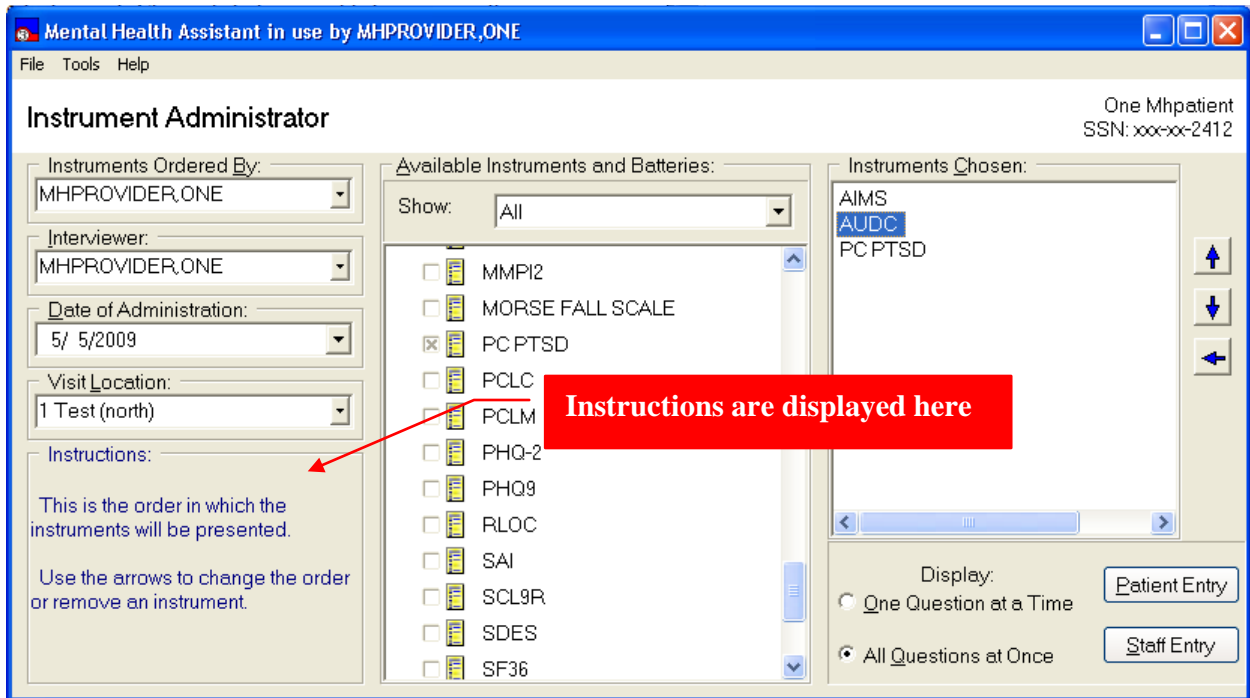 Mental Health Assistant in use by MHPROVIDER,ONE
File Tools Help
Instrument Administrator
One Mhpatient
SSN: xxx-xx-2412
Instruments Ordered By:
MHPROVIDER,ONE
Interviewer:
MHPROVIDER,ONE
Date of Administration:
5/ 5/2009
Visit Location:
1 Test (north)
Instructions:
This is the order in which the
instruments will be presented.
Use the arrows to change the order
or remove an instrument.
Available Instruments and Batteries:
Show: All
MMPI2
MORSE FALL SCALE
PC PTSD
PCLC
PCLM
PHQ-2
PHQ9
RLOC
SAI
SCL9R
SDES
SF36
Instructions are displayed here
Instruments Chosen:
AIMS
AUDC
PC PTSD
Display:
One Question at a Time
All Questions at Once
Patient Entry
Staff Entry